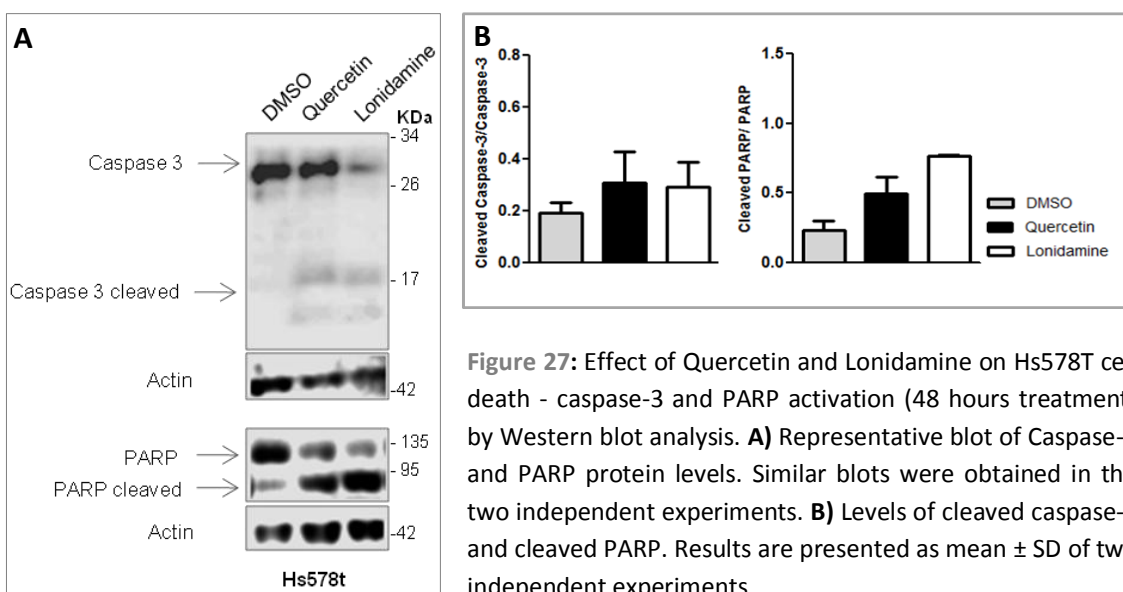 A
DMSO
Quercetin
Lonidamine
KDa
Caspase 3
- 34
- 26
Caspase 3 cleaved
- 17
Actin
-42
PARP
- 135
PARP cleaved
- 95
Actin
-42
Hs578t
B
Cleaved Caspase-3/Caspase-3
0.8
0.6
0.4
0.2
0.0
Cleaved PARP/ PARP
1.5
1.0
0.5
0.0
DMSO
Quercetin
Lonidamine
Figure 27: Effect of Quercetin and Lonidamine on Hs578T ce
death - caspase-3 and PARP activation (48 hours treatment
by Western blot analysis. A) Representative blot of Caspase-
and PARP protein levels. Similar blots were obtained in th
two independent experiments. B) Levels of cleaved caspase-
and cleaved PARP. Results are presented as mean ± SD of tw
independent experiments